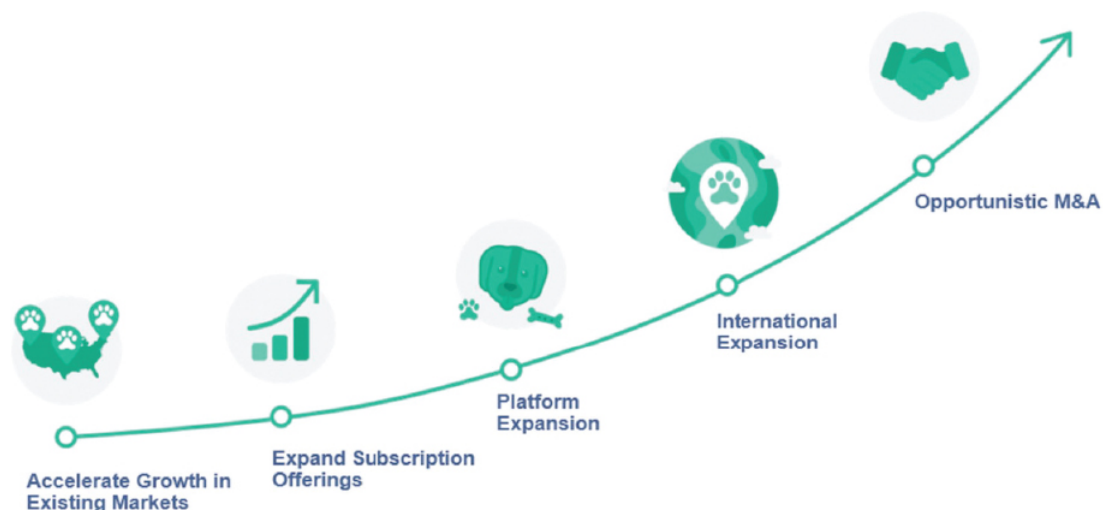 Accelerate Growth in
Existing Markets
Expand Subscription
Offerings
Platform
Expansion
International
Expansion
Opportunistic M&A